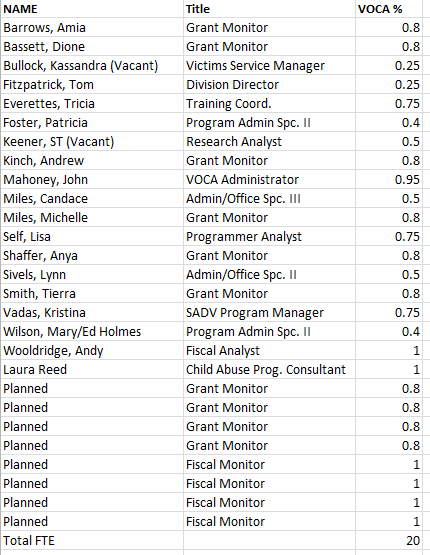 NAME Title VOCA %
Barrows, Amia Grant Monitor 0.8
Bassett, Dione Grant Monitor 0.8
Bullock, Kassandra (Vacant) Victims Service Manager 0.25
Fitzpatrick, Tom Division Director 0.25
Everettes, Tricia Training Coord. 0.75
Foster, Patricia Program Admin Spc. II 0.4
Keener, ST (Vacant) Research Analyst 0.5
Kinch, Andrew Grant Monitor 0.8
Mahoney, John VOCA Administrator 0.95
Miles, Candace Admin/Office Spc. III 0.5
Miles, Michelle Grant Monitor 0.8
Self, Lisa Programmer Analyst 0.75
Shaffer, Anya Grant Monitor 0.8
Sivels, Lynn Admin/Office Spc. II 0.5
Smith, Tierra Grant Monitor 0.8
Vadas, Kristina SADV Program Manager 0.75
Wilson, Mary/Ed Holmes Program Admin Spc. II 0.4
Wooldridge, Andy Fiscal Analyst 1
Laura Reed Child Abuse Prog. Consultant 1
Planned Grant Monitor 0.8
Planned Grant Monitor 0.8
Planned Grant Monitor 0.8
Planned Grant Monitor 0.8
Planned Fiscal Monitor 1
Planned Fiscal Monitor 1
Planned Fiscal Monitor 1
Planned Fiscal Monitor 1
Total FTE 20